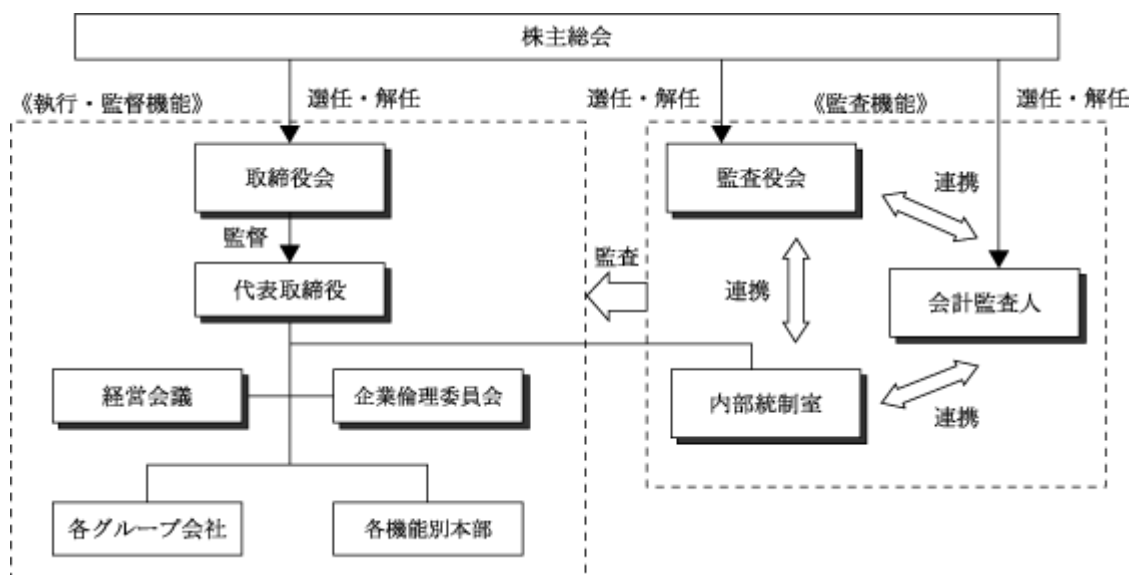 株主総会
選任・解任
選任・解任
選任・解任
《執行・監督機能》
《監査機能》
取締役会
監査役会
連携
監督
監査
代表取締役
連携
会計監査人
経営会議
企業倫理委員会
内部統制室
連携
各グループ会社
各機能別本部